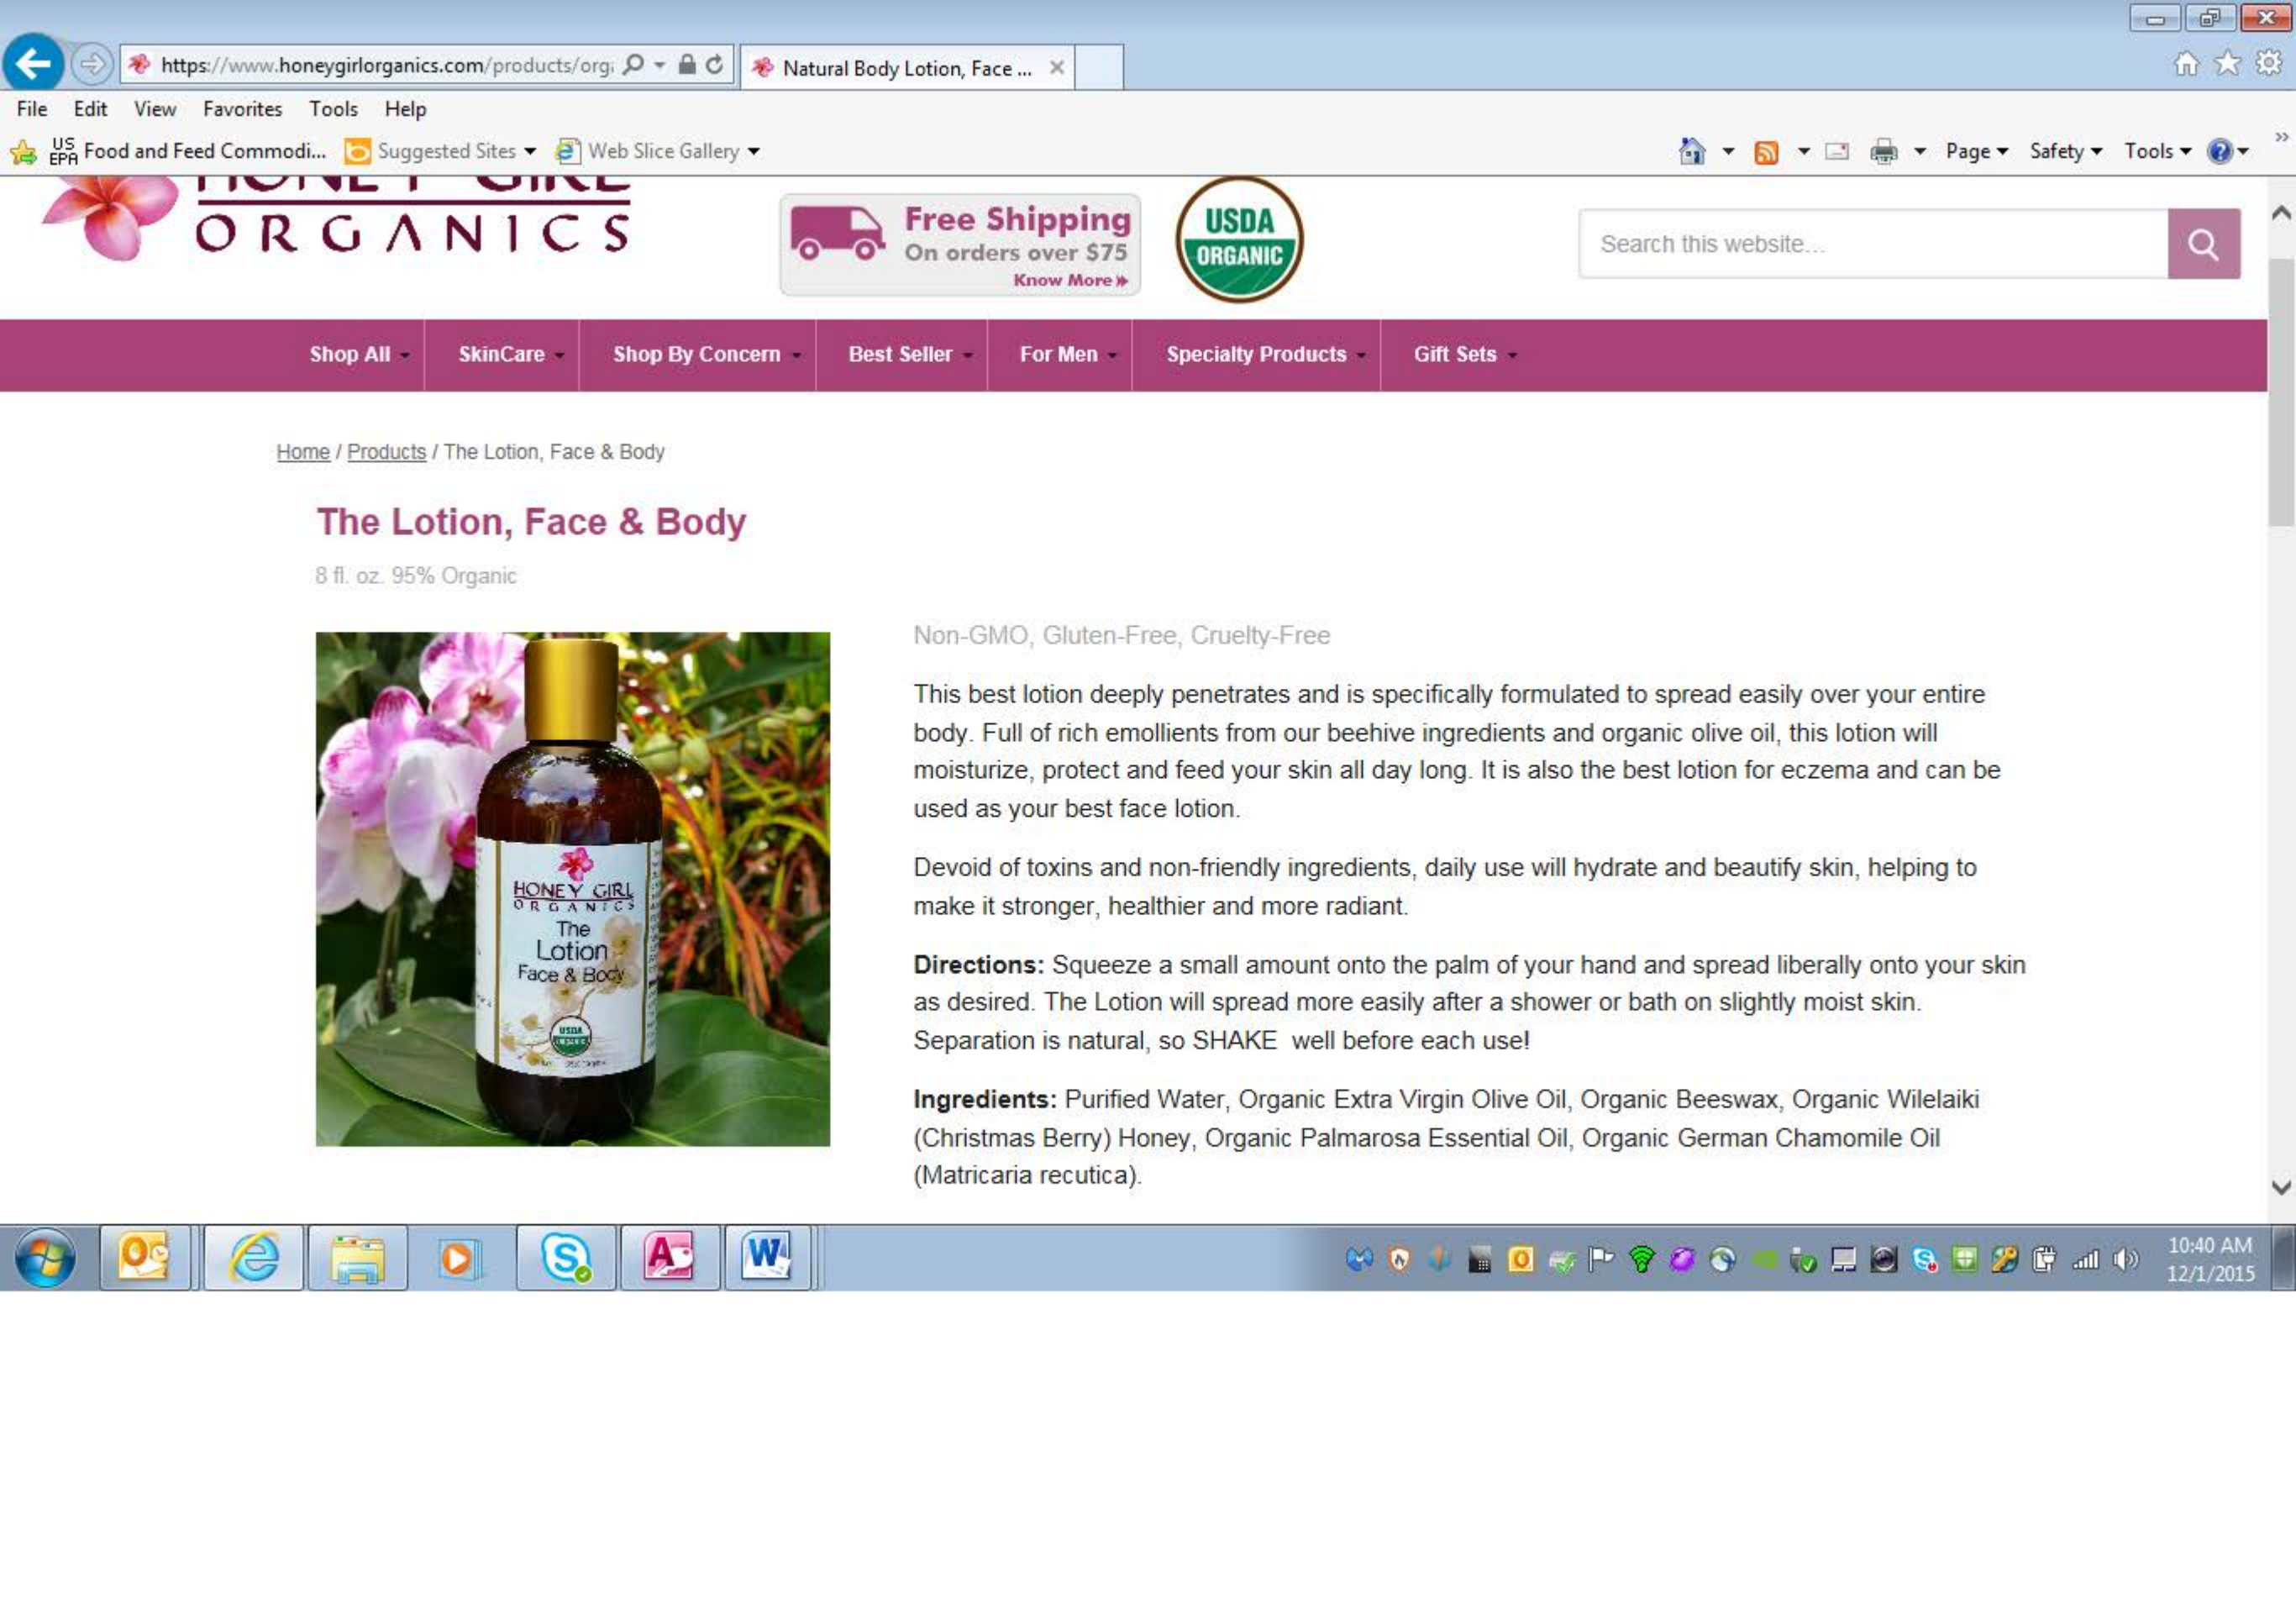 https://www.honeygirlorganics.com/products/orga
Natural Body Lotion, Face ...
File Edit View Favorites Tools Help
US EPA Food and Feed Commodi... Suggested Sites Web Slice Gallery
Page Safety Tools
HONEY GIRL
ORGANICS
Free Shipping
On orders over $75
Know More
USDA
ORGANIC
Search this website...
Shop All SkinCare Shop By Concern Best Seller For Men Specialty Products Gift Sets
Home / Products / The Lotion, Face & Body
The Lotion, Face & Body
8 fl. oz. 95% Organic
HONEY GIRL
ORGANICS
The
Lotion
Face & Body
USDA
ORGANIC
Non-GMO, Gluten-Free, Cruelty-Free
This best lotion deeply penetrates and is specifically formulated to spread easily over your entire
body. Full of rich emollients from our beehive ingredients and organic olive oil, this lotion will
moisturize, protect and feed your skin all day long. It is also the best lotion for eczema and can be
used as your best face lotion.
Devoid of toxins and non-friendly ingredients, daily use will hydrate and beautify skin, helping to
make it stronger, healthier and more radiant.
Directions: Squeeze a small amount onto the palm of your hand and spread liberally onto your skin
as desired. The Lotion will spread more easily after a shower or bath on slightly moist skin.
Separation is natural, so SHAKE well before each use!
Ingredients: Purified Water, Organic Extra Virgin Olive Oil, Organic Beeswax, Organic Wilelaiki
(Christmas Berry) Honey, Organic Palmarosa Essential Oil, Organic German Chamomile Oil
(Matricaria recutica).
10:40 AM
12/1/2015